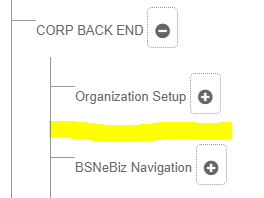 CORP BACK END
Organization Setup
BSNeBiz Navigation